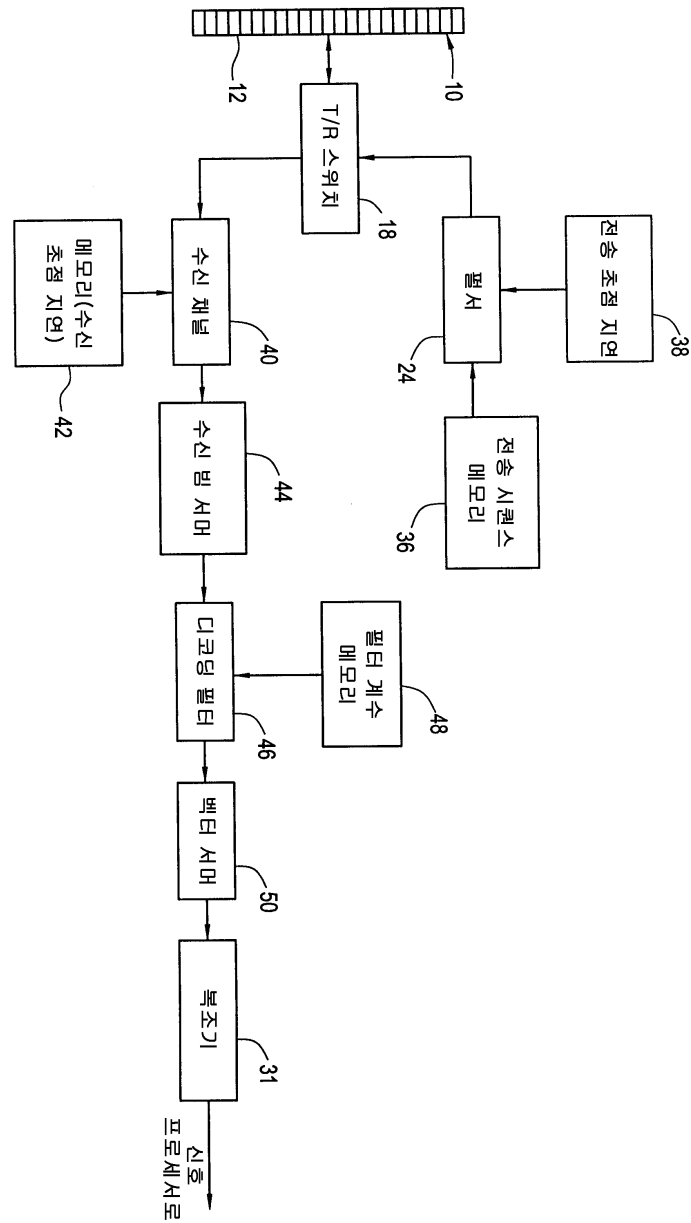 전송 초점 지연
38
펄서
24
전송 시퀀스
메모리
36
10
12
T/R 스위치
18
수신 채널
40
메모리(수신
초점 지연)
42
수신 빔 서머
44
디코딩 필터
46
필터 계수
메모리
48
벡터 서머
50
복조기
31
신호
프로세서로